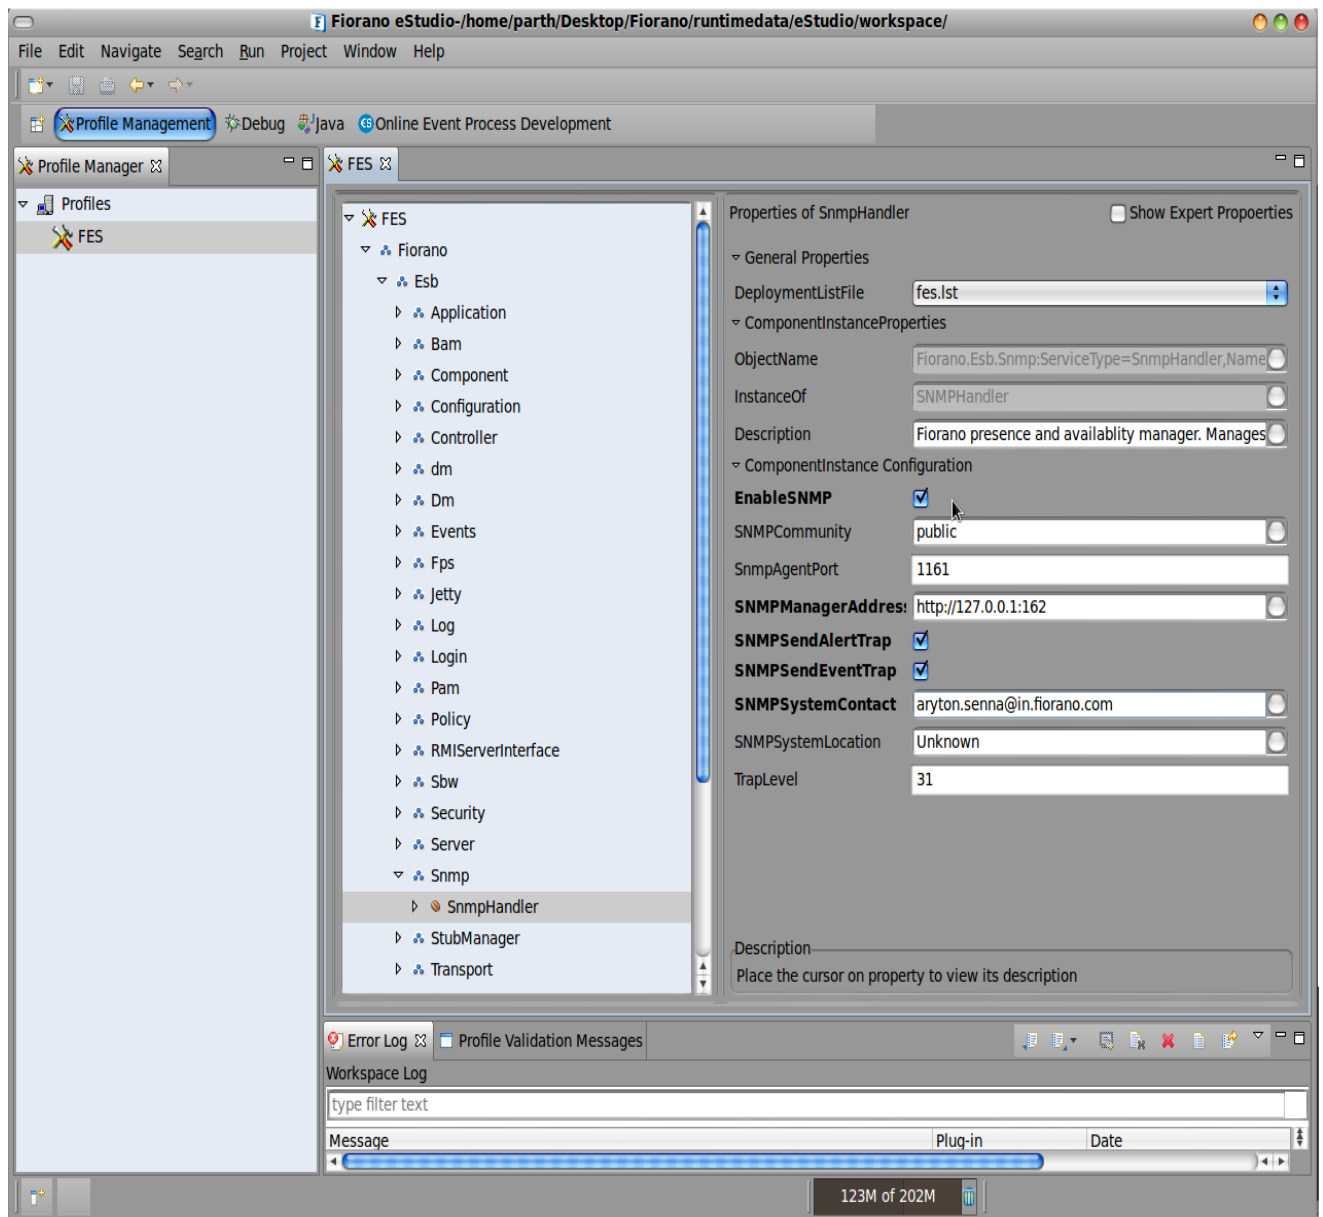 Fiorano eStudio-/home/parth/Desktop/Fiorano/runtimedata/eStudio/workspace/
File Edit Navigate Search Run Project Window Help
Profile Management Debug Java Online Event Process Development
Profile Manager
Profiles
FES
FES
FES
Fiorano
Esb
Application
Bam
Component
Configuration
Controller
dm
Dm
Events
Fps
Jetty
Log
Login
Pam
Policy
RMIServerInterface
Sbw
Security
Server
Snmp
SnmpHandler
StubManager
Transport
Properties of SnmpHandler Show Expert Propoerties
General Properties
DeploymentListFile fes.lst
ComponentInstanceProperties
ObjectName Fiorano.Esb.Snmp:ServiceType=SnmpHandler,Name
InstanceOf SNMPHandler
Description Fiorano presence and availablity manager. Manages
ComponentInstance Configuration
EnableSNMP
SNMPCommunity public
SnmpAgentPort 1161
SNMPManagerAddres http://127.0.0.1:162
SNMPSendAlertTrap
SNMPSendEventTrap
SNMPSystemContact aryton.senna@in.fiorano.com
SNMPSystemLocation Unknown
TrapLevel 31
Description
Place the cursor on property to view its description
Error Log Profile Validation Messages
Workspace Log
type filter text
Message Plug-in Date
123M of 202M